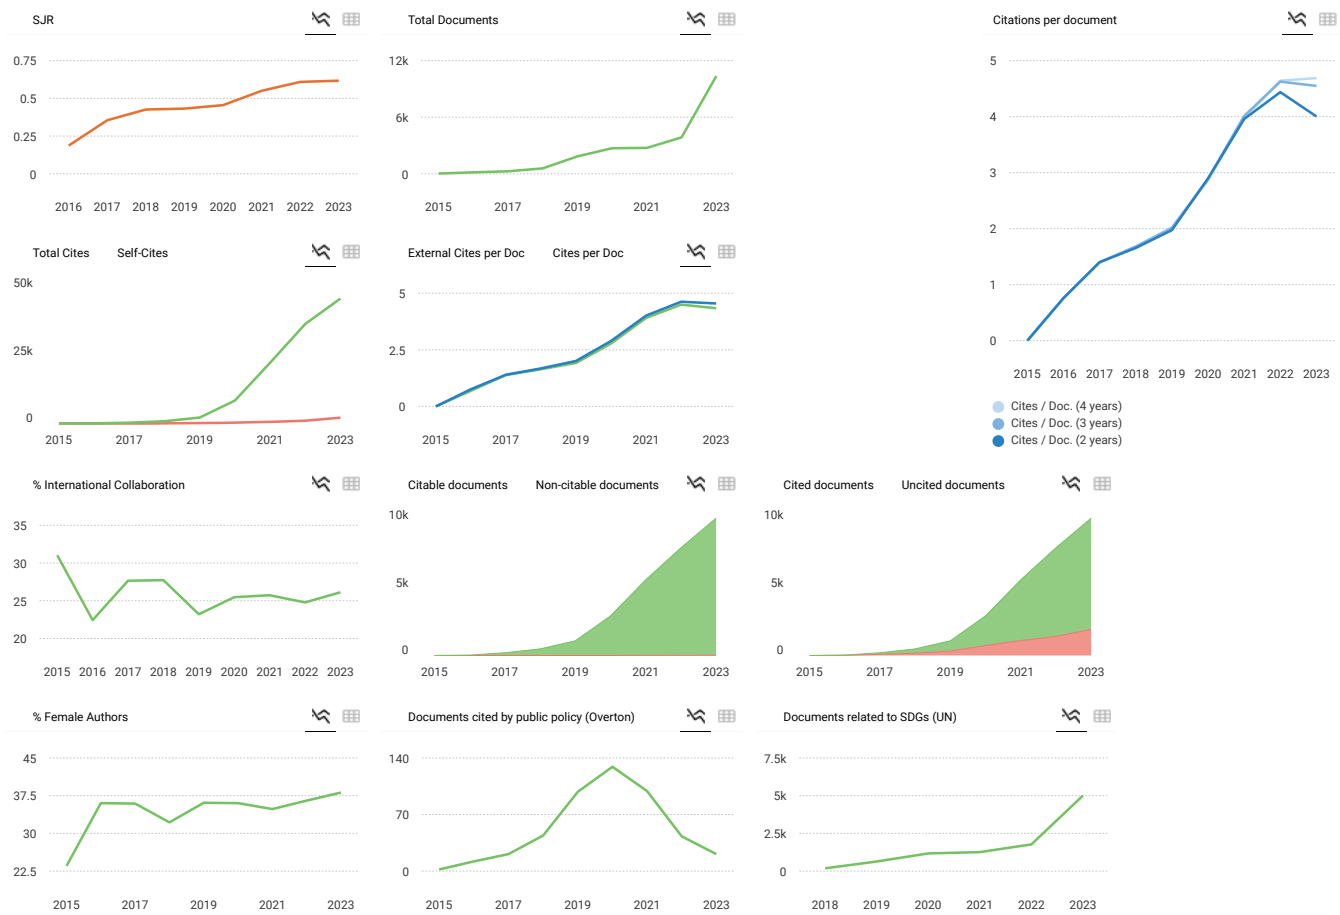 SJR
0.75
0.5
0.25
0
2016 2017 2018 2019 2020 2021 2022 2023
Total Documents
12k
6k
0
2015 2017 2019 2021 2023
Citations per document
5
4
3
2
1
0
2015 2016 2017 2018 2019 2020 2021 2022 2023
Cites / Doc. (4 years)
Cites / Doc. (3 years)
Cites / Doc. (2 years)
Total Cites Self-Cites
50k
25k
0
2015 2017 2019 2021 2023
External Cites per Doc Cites per Doc
5
2.5
0
2015 2017 2019 2021 2023
% International Collaboration
35
30
25
20
2015 2016 2017 2018 2019 2020 2021 2022 2023
Citable documents Non-citable documents
10k
5k
0
2015 2017 2019 2021 2023
Cited documents Uncited documents
10k
5k
0
2015 2017 2019 2021 2023
% Female Authors
45
37.5
30
22.5
2015 2017 2019 2021 2023
Documents cited by public policy (Overton)
140
70
0
2015 2017 2019 2021 2023
Documents related to SDGs (UN)
7.5k
5k
2.5k
0
2018 2019 2020 2021 2022 2023